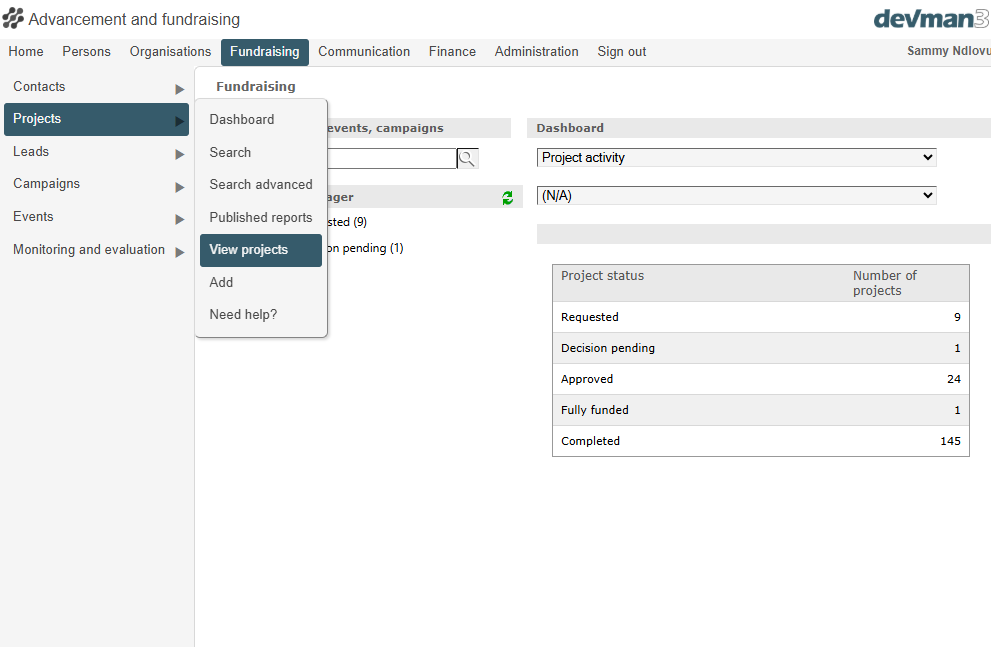 Advancement and fundraising
devman3
Home Persons Organisations Fundraising Communication Finance Administration Sign out
Sammy Ndlovu
Contacts
Projects
Leads
Campaigns
Events
Monitoring and evaluation
Fundraising
Dashboard
Search
Search advanced
Published reports
View projects
Add
Need help?
events, campaigns
ager
sted (9)
on pending (1)
Dashboard
Project activity
(N/A)
Project status Number of
projects
Requested 9
Decision pending 1
Approved 24
Fully funded 1
Completed 145